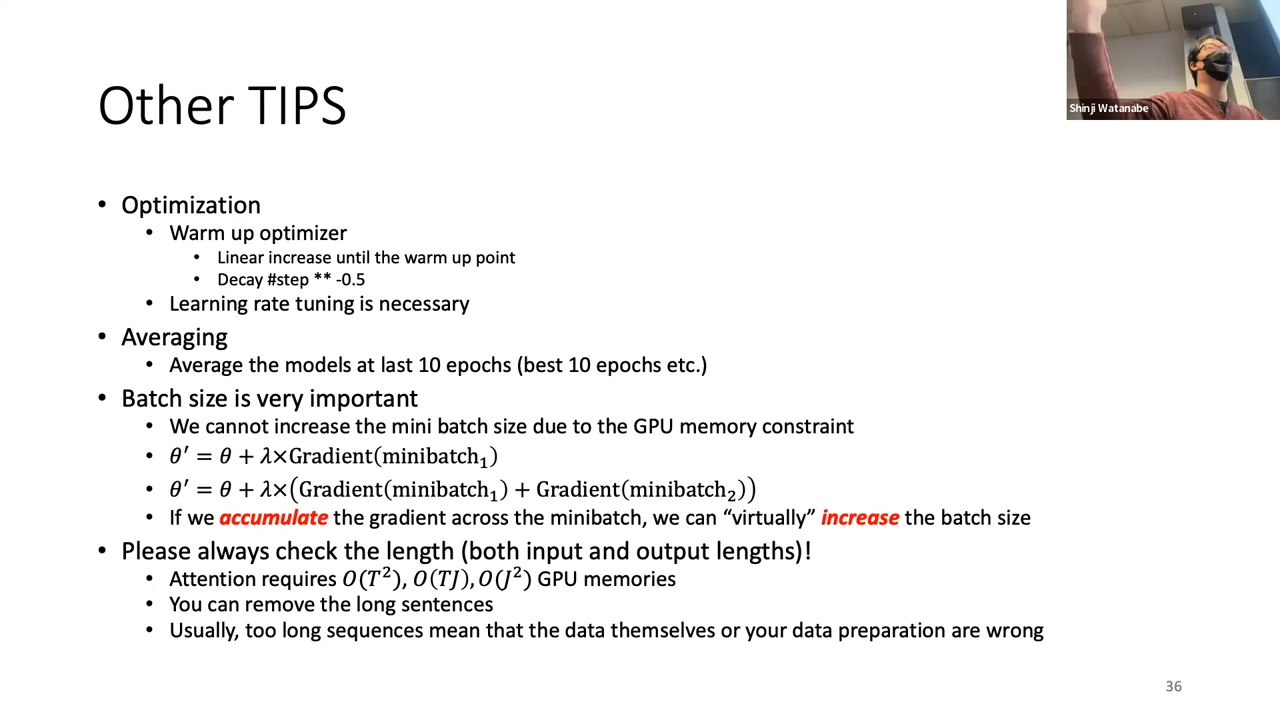 Shinji Watanabe
Other TIPS
• Optimization
• Warm up optimizer
• Linear increase until the warm up point
• Decay #step ** -0.5
• Learning rate tuning is necessary
• Averaging
• Average the models at last 10 epochs (best 10 epochs etc.)
• Batch size is very important
• We cannot increase the mini batch size due to the GPU memory constraint
• θ′ = θ + λ×Gradient(minibatch₁)
• θ′ = θ + λ×(Gradient(minibatch₁) + Gradient(minibatch₂))
• If we accumulate the gradient across the minibatch, we can “virtually” increase the batch size
• Please always check the length (both input and output lengths)!
• Attention requires O(T²), O(TJ), O(J²) GPU memories
• You can remove the long sentences
• Usually, too long sequences mean that the data themselves or your data preparation are wrong
36